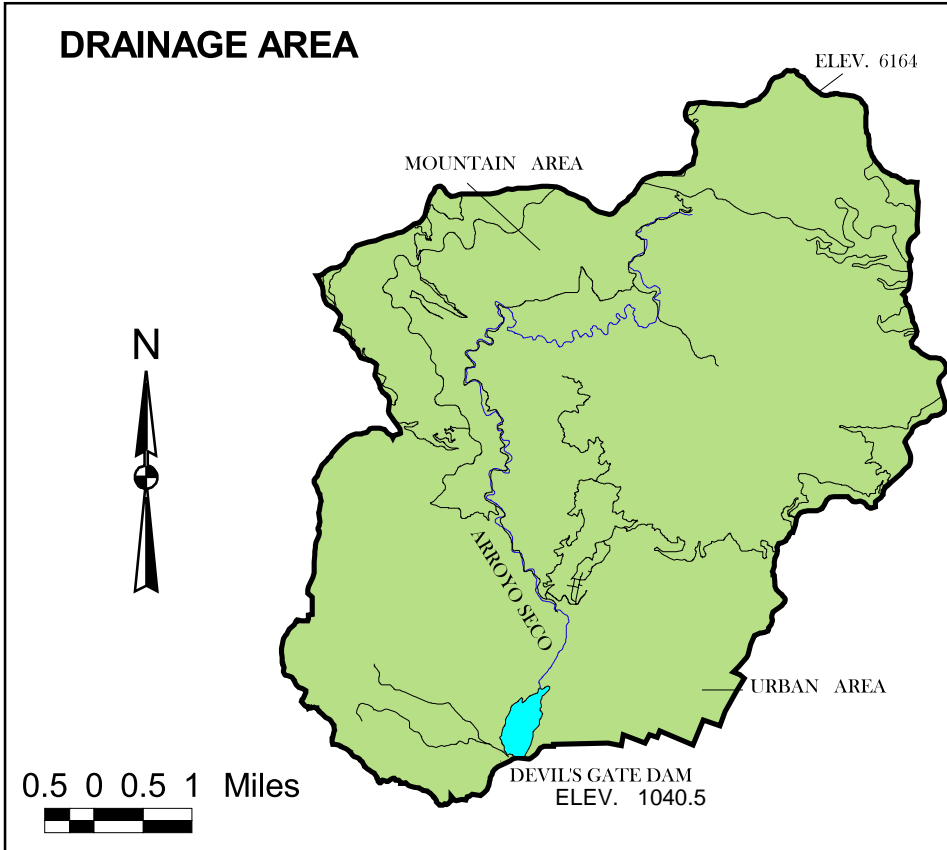 DRAINAGE AREA
ELEV. 6164
MOUNTAIN AREA
N
ARROYO SECO
URBAN AREA
DEVIL'S GATE DAM
ELEV. 1040.5
0.5 0 0.5 1 Miles